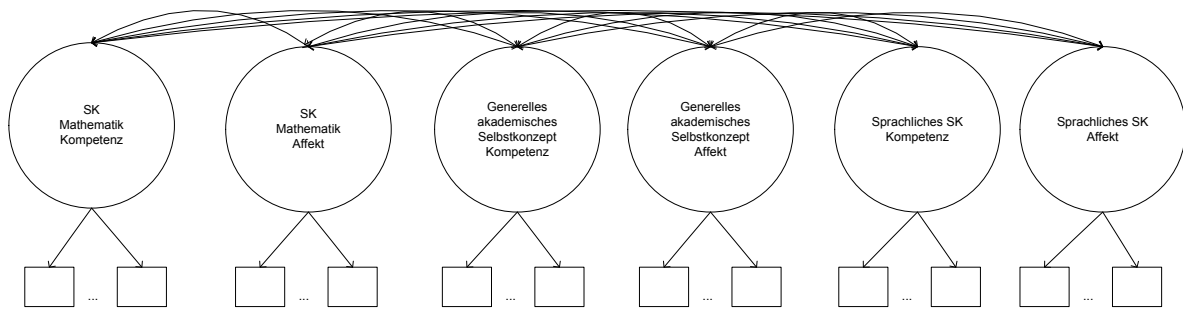 SK
Mathematik
Kompetenz
SK
Mathematik
Affekt
Generelles
akademisches
Selbstkonzept
Kompetenz
Generelles
akademisches
Selbstkonzept
Affekt
Sprachliches SK
Kompetenz
Sprachliches SK
Affekt
... ... ... ... ... ...